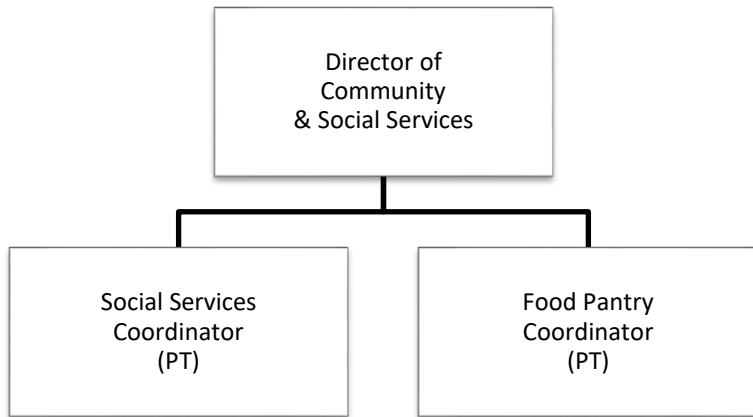 Director of
Community
& Social Services
Social Services
Coordinator
(PT)
Food Pantry
Coordinator
(PT)